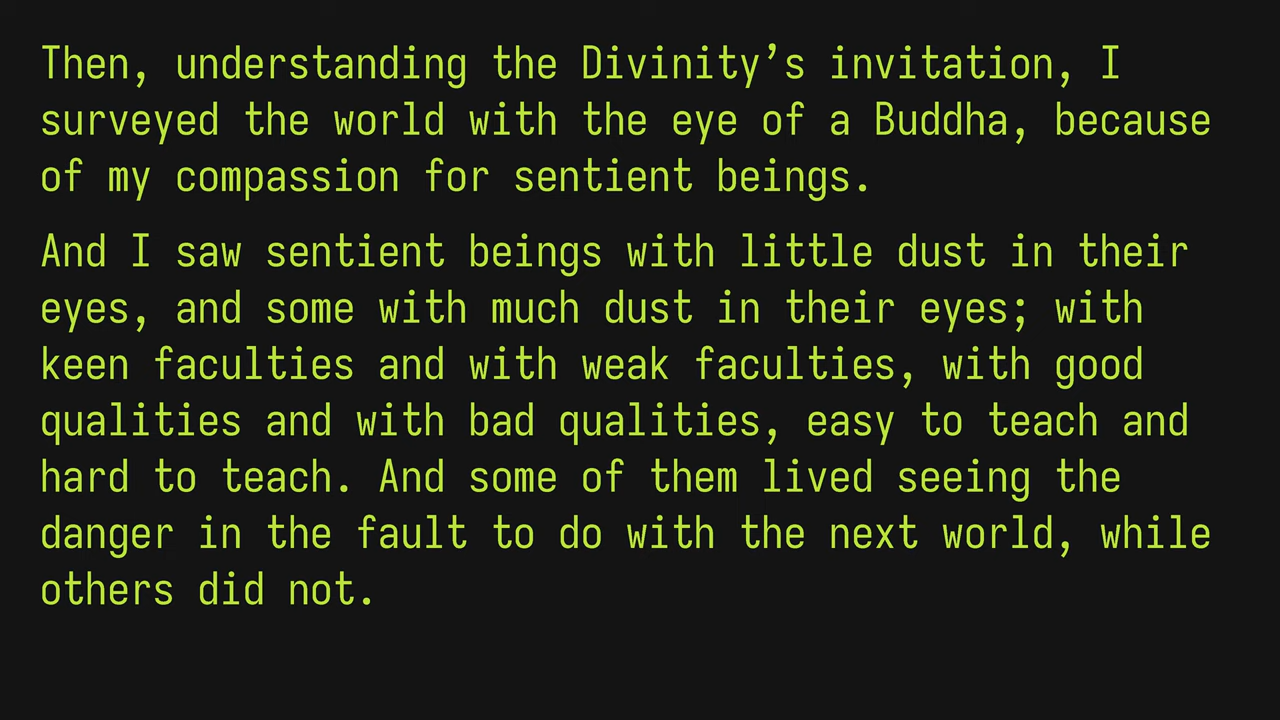 Then, understanding the Divinity’s invitation, I
surveyed the world with the eye of a Buddha, because
of my compassion for sentient beings.
And I saw sentient beings with little dust in their
eyes, and some with much dust in their eyes; with
keen faculties and with weak faculties, with good
qualities and with bad qualities, easy to teach and
hard to teach. And some of them lived seeing the
danger in the fault to do with the next world, while
others did not.